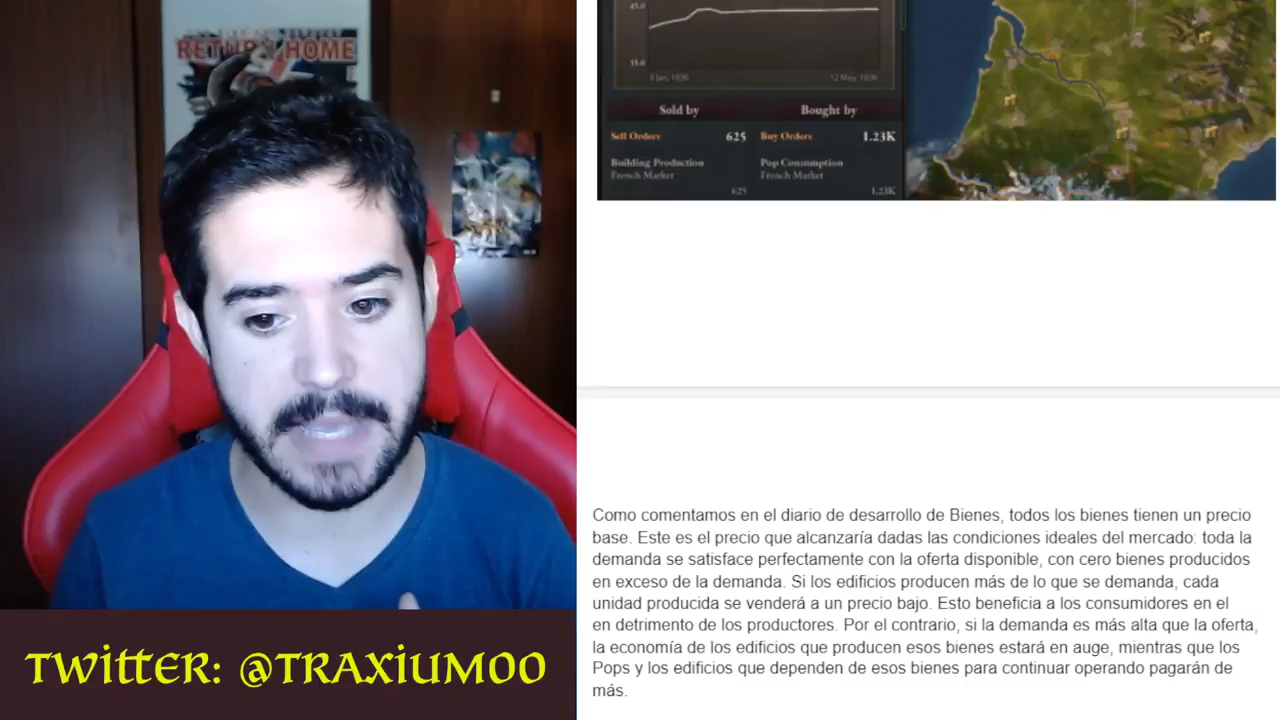 RETURN HOME
45.0
15.0
6 Jan, 1836
12 May, 1836
Sold by
Bought by
Sell Orders 625
Buy Orders 1.23K
Building Production
Pop Consumption
French Market
French Market
625
1.23K
Como comentamos en el diario de desarrollo de Bienes, todos los bienes tienen un precio
base. Este es el precio que alcanzaría dadas las condiciones ideales del mercado: toda la
demanda se satisface perfectamente con la oferta disponible, con cero bienes producidos
en exceso de la demanda. Si los edificios producen más de lo que se demanda, cada
unidad producida se venderá a un precio bajo. Esto beneficia a los consumidores en el
en detrimento de los productores. Por el contrario, si la demanda es más alta que la oferta,
la economía de los edificios que producen esos bienes estará en auge, mientras que los
Pops y los edificios que dependen de esos bienes para continuar operando pagarán de
más.
TWITTER: @TRAXIUM00